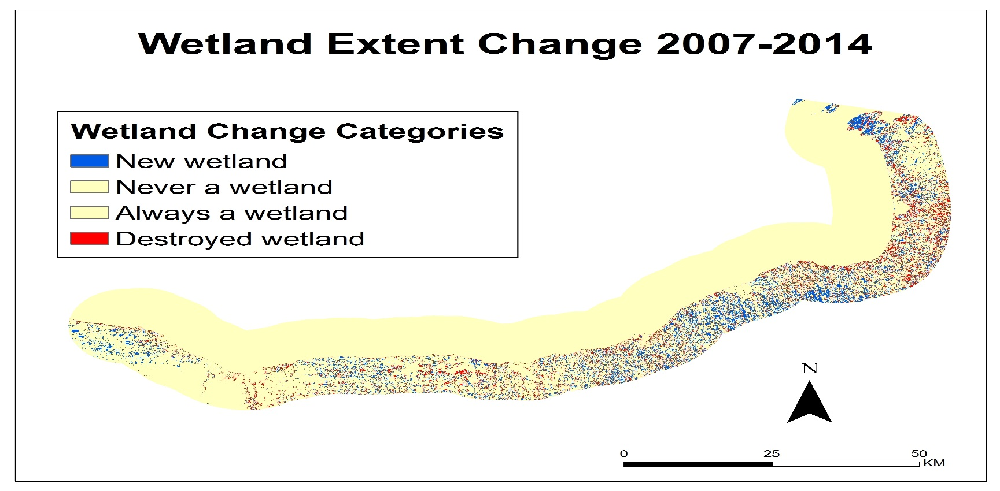 Wetland Extent Change 2007-2014
Wetland Change Categories
New wetland
Never a wetland
Always a wetland
Destroyed wetland
N
0 25 50
KM